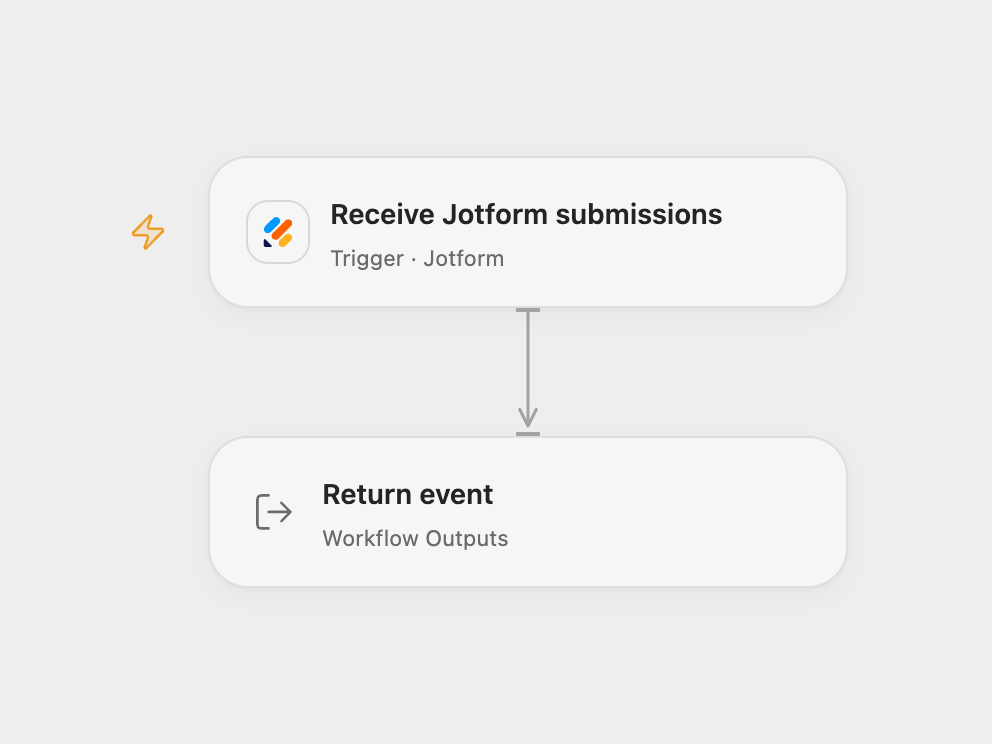 Receive Jotform submissions
Trigger · Jotform
Return event
Workflow Outputs